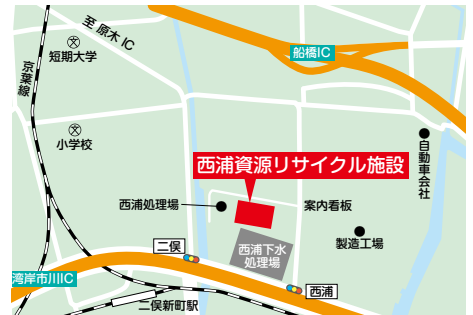 至 原木 IC
短期大学
船橋IC
京葉線
小学校
自動車会社
西浦資源リサイクル施設
西浦処理場
案内看板
二俣
西浦下水
処理場
製造工場
湾岸市川IC
西浦
二俣新町駅